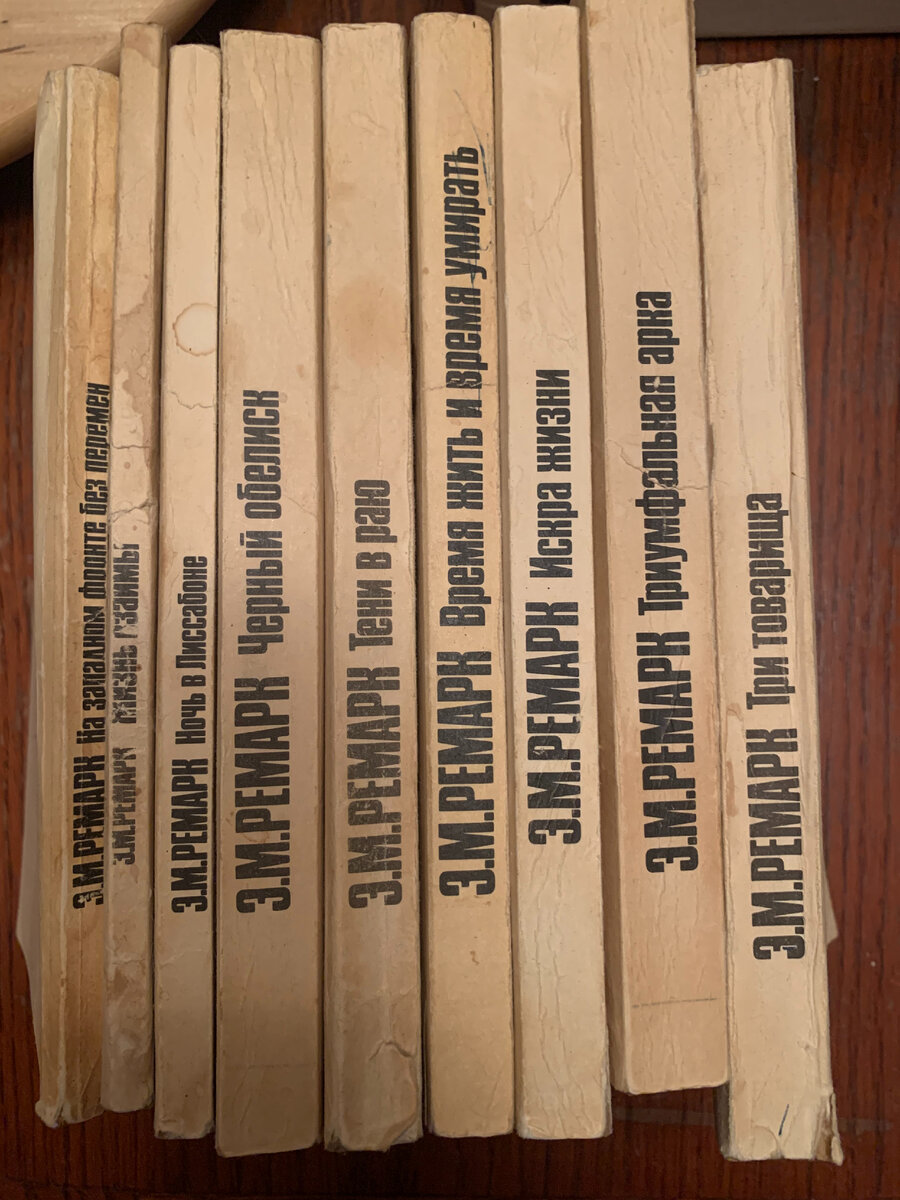 Э.М.РЕМАРК На западном фронте без перемен
Э.М.РЕМАРК Жизнь взаймы
Э.М.РЕМАРК Ночь в Лиссабоне
Э.М.РЕМАРК Черный обелиск
Э.М.РЕМАРК Тени в раю
Э.М.РЕМАРК Время жить и время умирать
Э.М.РЕМАРК Искра жизни
Э.М.РЕМАРК Триумфальная арка
Э.М.РЕМАРК Три товарища